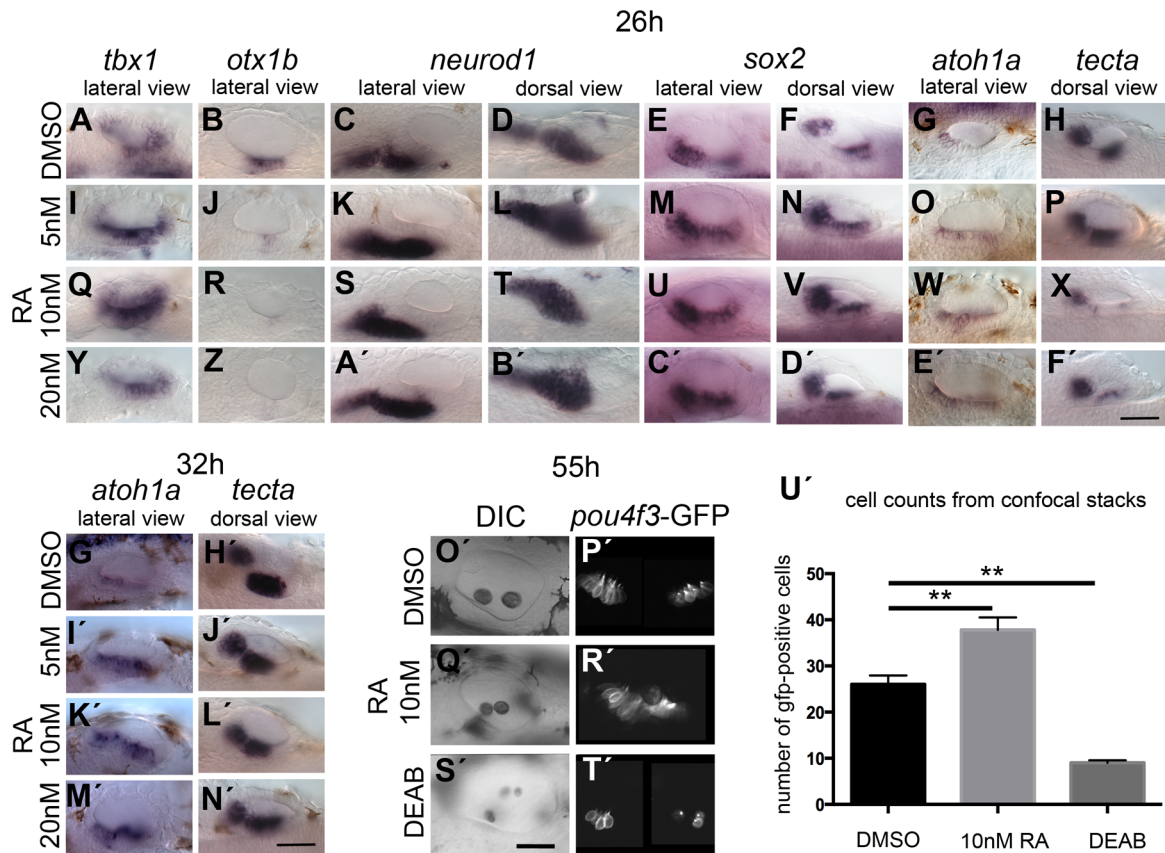 26h
tbx1 otx1b neurod1 sox2 atoh1a tecta
lateral view lateral view lateral view dorsal view lateral view dorsal view lateral view dorsal view
DMSO A B C D E F G H
5nM I J K L M N O P
RA 10nM Q R S T U V W X
20nM Y Z A´ B´ C´ D´ E´ F´
32h
atoh1a tecta
lateral view dorsal view
DMSO G´ H´
5nM I´ J´
RA 10nM K´ L´
20nM M´ N´
55h
DIC pou4f3-GFP
DMSO O´ P´
RA 10nM Q´ R´
DEAB S´ T´
U´ cell counts from confocal stacks
number of gfp-positive cells
50
40
30
20
10
0
**
**
DMSO 10nM RA DEAB